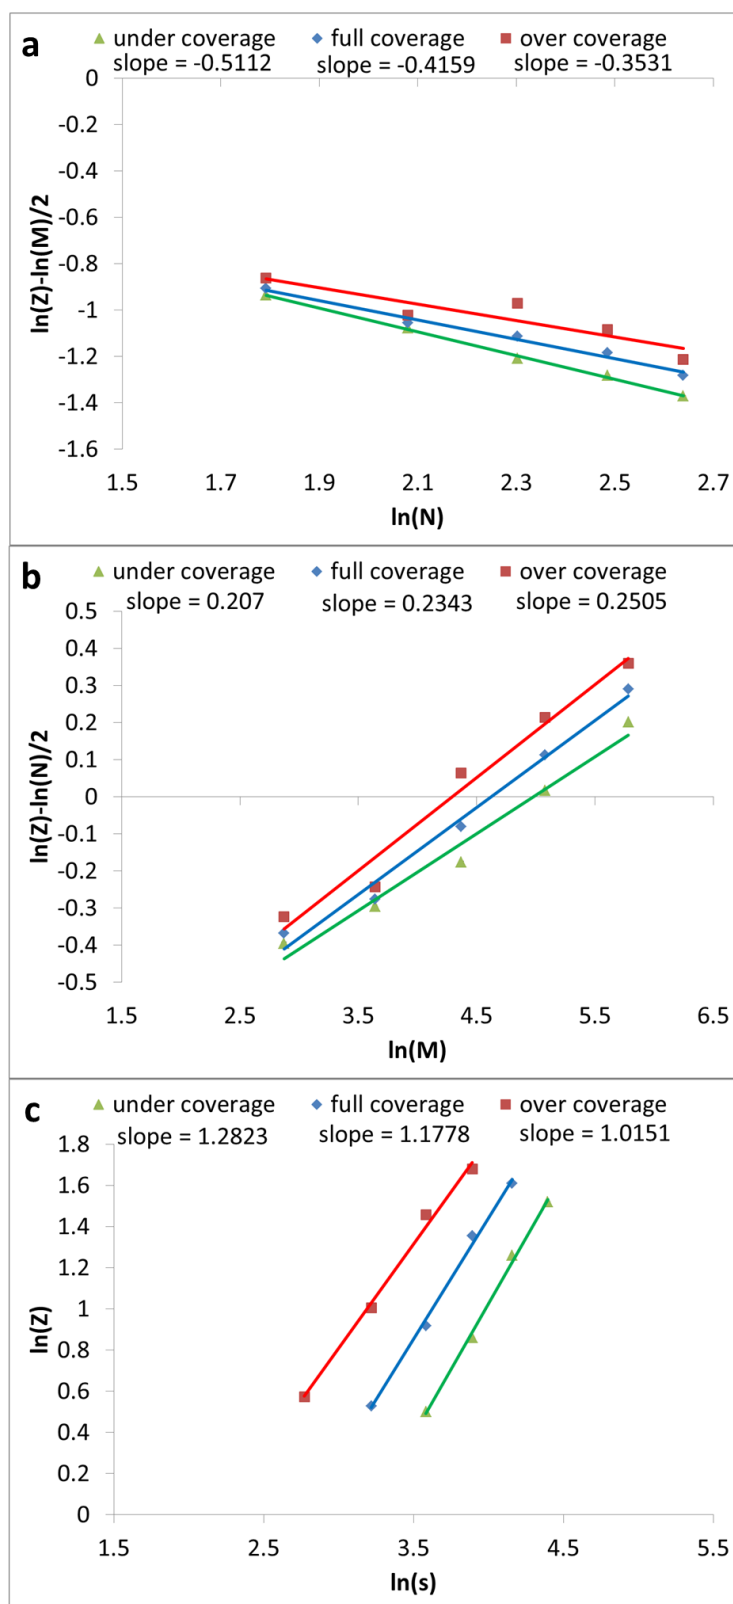 a
under coverage full coverage over coverage
slope = -0.5112 slope = -0.4159 slope = -0.3531
0
-0.2
-0.4
-0.6
-0.8
-1
-1.2
-1.4
-1.6
ln(Z)-ln(M)/2
1.5 1.7 1.9 2.1 2.3 2.5 2.7
ln(N)
b
under coverage full coverage over coverage
slope = 0.207 slope = 0.2343 slope = 0.2505
0.5
0.4
0.3
0.2
0.1
0
-0.1
-0.2
-0.3
-0.4
-0.5
ln(Z)-ln(N)/2
1.5 2.5 3.5 4.5 5.5 6.5
ln(M)
c
under coverage full coverage over coverage
slope = 1.2823 slope = 1.1778 slope = 1.0151
1.8
1.6
1.4
1.2
1
0.8
0.6
0.4
0.2
0
ln(Z)
1.5 2.5 3.5 4.5 5.5
ln(s)